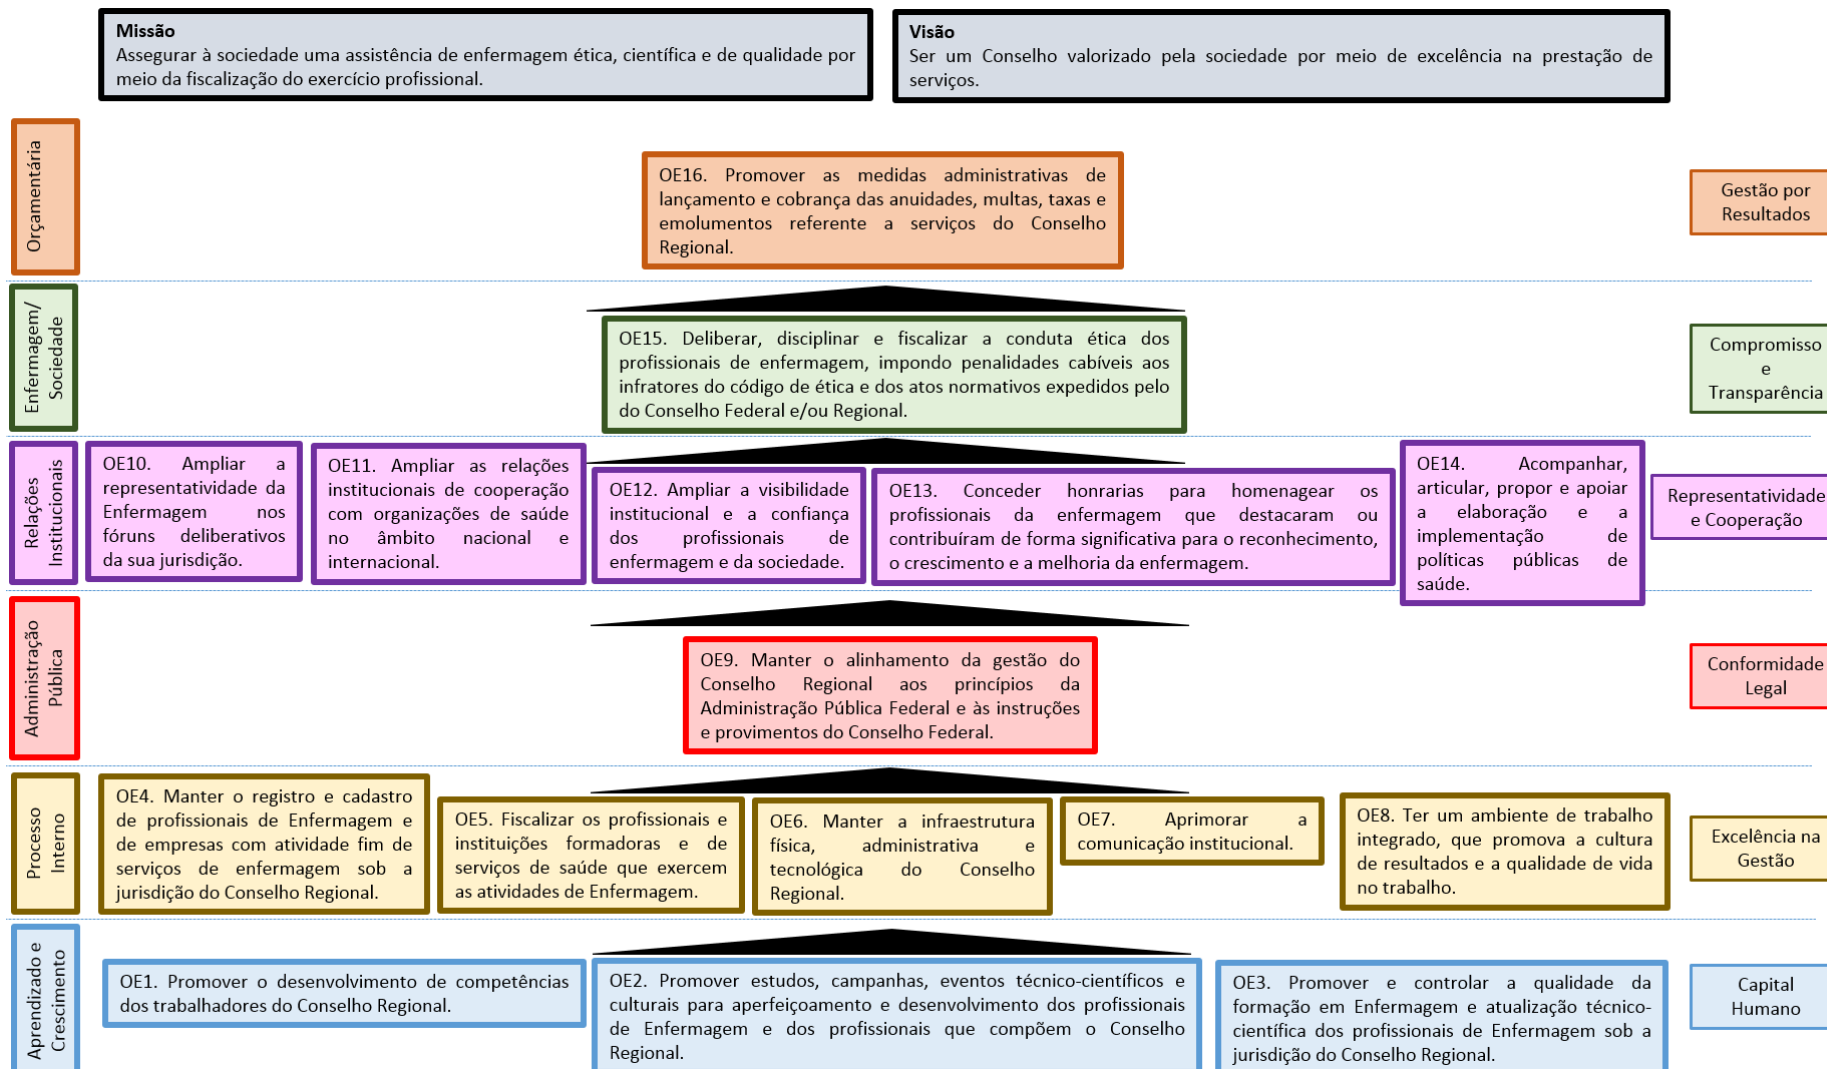 Missão
Assegurar à sociedade uma assistência de enfermagem ética, científica e de qualidade por
meio da fiscalização do exercício profissional.
Visão
Ser um Conselho valorizado pela sociedade por meio de excelência na prestação de
serviços.
Orçamentária
OE16. Promover as medidas administrativas de
lançamento e cobrança das anuidades, multas, taxas e
emolumentos referente a serviços do Conselho
Regional.
Gestão por
Resultados
Enfermagem/
Sociedade
OE15. Deliberar, disciplinar e fiscalizar a conduta ética dos
profissionais de enfermagem, impondo penalidades cabíveis aos
infratores do código de ética e dos atos normativos expedidos pelo
do Conselho Federal e/ou Regional.
Compromisso
e
Transparência
Relações
Institucionais
OE10. Ampliar a
representatividade da
Enfermagem nos
fóruns deliberativos
da sua jurisdição.
OE11. Ampliar as relações
institucionais de cooperação
com organizações de saúde
no âmbito nacional e
internacional.
OE12. Ampliar a visibilidade
institucional e a confiança
dos profissionais de
enfermagem e da sociedade.
OE13. Conceder honrarias para homenagear os
profissionais da enfermagem que destacaram ou
contribuíram de forma significativa para o reconhecimento,
o crescimento e a melhoria da enfermagem.
OE14. Acompanhar,
articular, propor e apoiar
a elaboração e a
implementação de
políticas públicas de
saúde.
Representatividade
e Cooperação
Administração
Pública
OE9. Manter o alinhamento da gestão do
Conselho Regional aos princípios da
Administração Pública Federal e às instruções
e provimentos do Conselho Federal.
Conformidade
Legal
Processo
Interno
OE4. Manter o registro e cadastro
de profissionais de Enfermagem e
de empresas com atividade fim de
serviços de enfermagem sob a
jurisdição do Conselho Regional.
OE5. Fiscalizar os profissionais e
instituições formadoras e de
serviços de saúde que exercem
as atividades de Enfermagem.
OE6. Manter a infraestrutura
física, administrativa e
tecnológica do Conselho
Regional.
OE7. Aprimorar a
comunicação institucional.
OE8. Ter um ambiente de trabalho
integrado, que promova a cultura
de resultados e a qualidade de vida
no trabalho.
Excelência na
Gestão
Aprendizado e
Crescimento
OE1. Promover o desenvolvimento de competências
dos trabalhadores do Conselho Regional.
OE2. Promover estudos, campanhas, eventos técnico-científicos e
culturais para aperfeiçoamento e desenvolvimento dos profissionais
de Enfermagem e dos profissionais que compõem o Conselho
Regional.
OE3. Promover e controlar a qualidade da
formação em Enfermagem e atualização técnico-
científica dos profissionais de Enfermagem sob a
jurisdição do Conselho Regional.
Capital
Humano